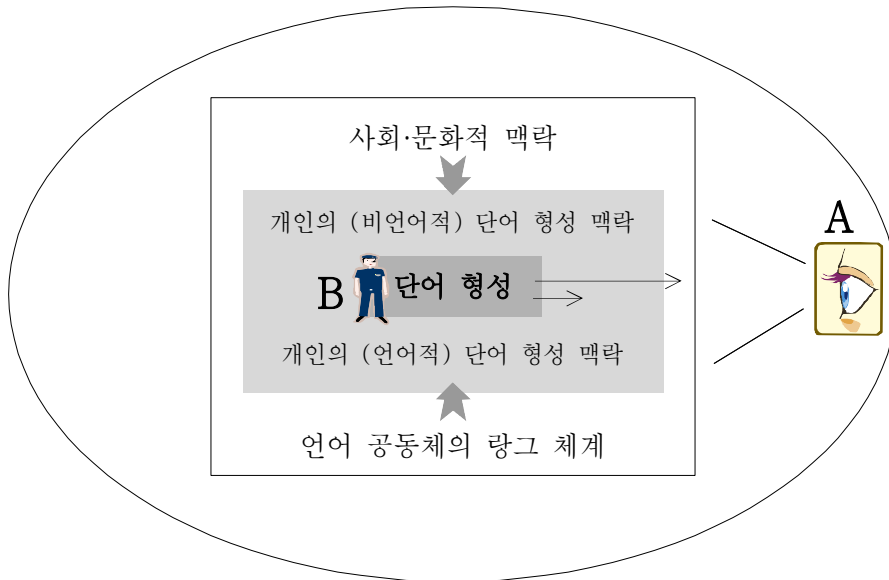 사회·문화적 맥락
개인의 (비언어적) 단어 형성 맥락
A
B
단어 형성
개인의 (언어적) 단어 형성 맥락
언어 공동체의 랑그 체계